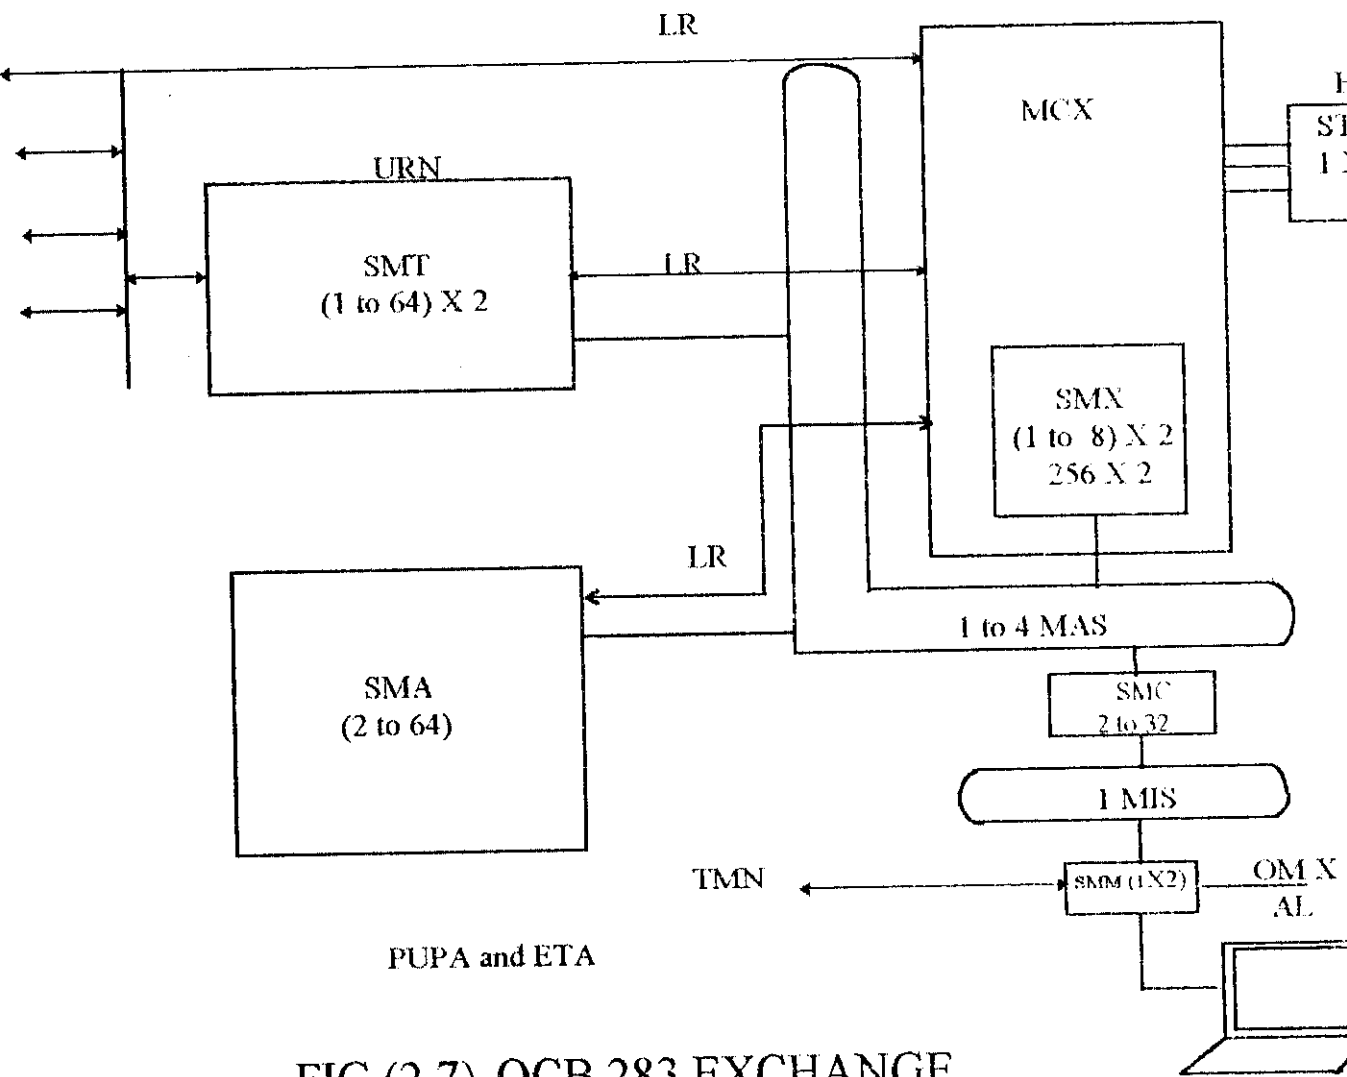 LR
MCX
H
ST
1 X
URN
SMT
(1 to 64) X 2
LR
SMX
(1 to 8) X 2
256 X 2
LR
1 to 4 MAS
SMA
(2 to 64)
SMC
2 to 32
1 MIS
TMN
SMM (1X2)
OM X
AL
PUPA and ETA
FIG (2.7) OCB 283 EXCHANGE